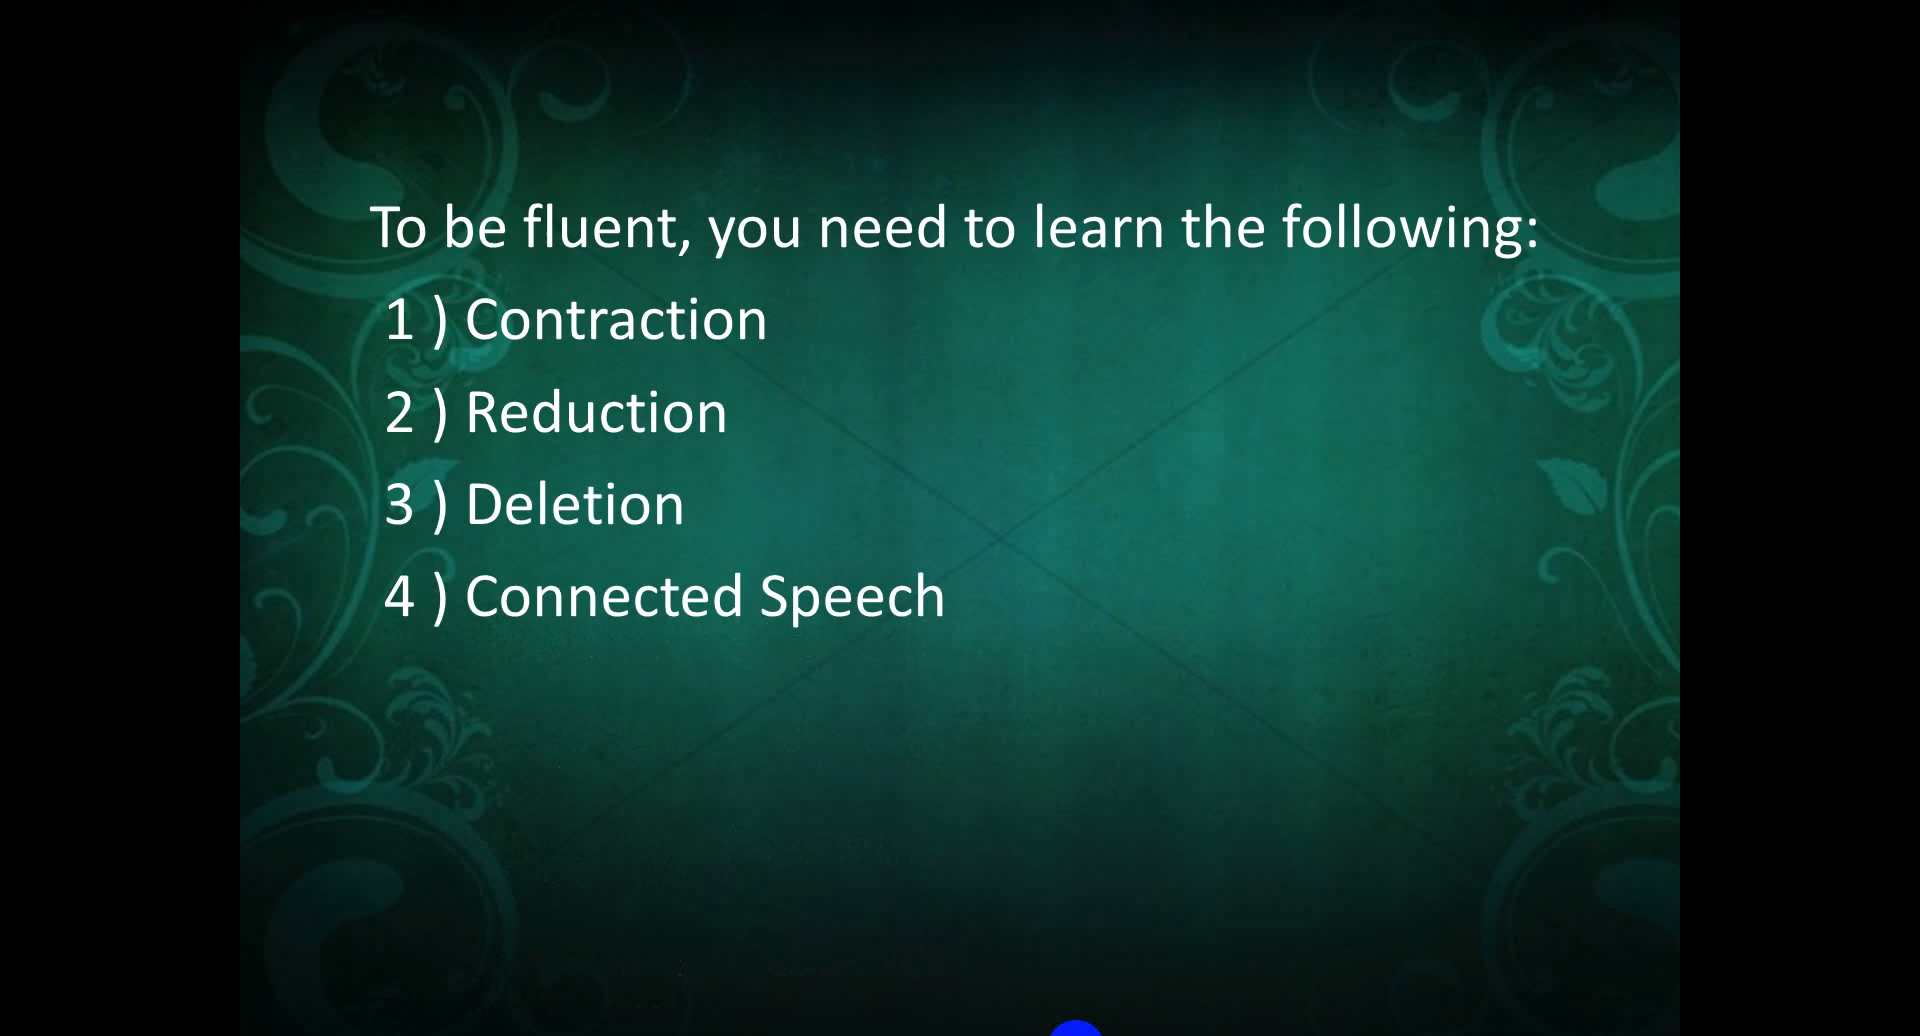 To be fluent, you need to learn the following:
1 ) Contraction
2 ) Reduction
3 ) Deletion
4 ) Connected Speech